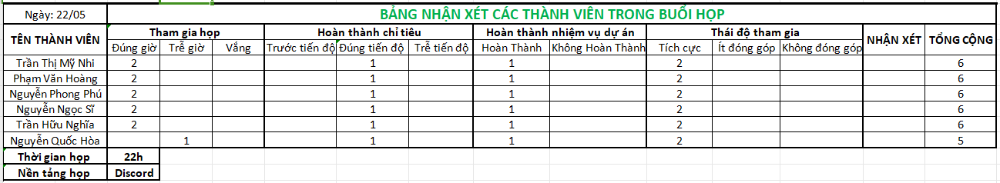 Ngày: 22/05 BẢNG NHẬN XÉT CÁC THÀNH VIÊN TRONG BUỔI HỌP
TÊN THÀNH VIÊN Tham gia họp Hoàn thành chỉ tiêu Hoàn thành nhiệm vụ dự án Thái độ tham gia NHẬN XÉT TỔNG CỘNG
Đúng giờ Trễ giờ Vắng Trước tiến độ Đúng tiến độ Trễ tiến độ Hoàn Thành Không Hoàn Thành Tích cực Ít đóng góp Không đóng góp
Trần Thị Mỹ Nhi 2 1 1 2 6
Phạm Văn Hoàng 2 1 1 2 6
Nguyễn Phong Phú 2 1 1 2 6
Nguyễn Ngọc Sĩ 2 1 1 2 6
Trần Hữu Nghĩa 2 1 1 2 6
Nguyễn Quốc Hòa 1 1 1 2 5
Thời gian họp 22h
Nền tảng họp Discord